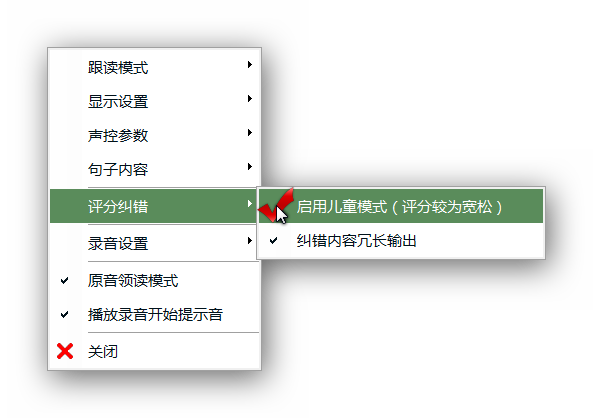 跟读模式
显示设置
声控参数
句子内容
评分纠错
启用儿童模式（评分较为宽松）
纠错内容冗长输出
录音设置
原音领读模式
播放录音开始提示音
关闭